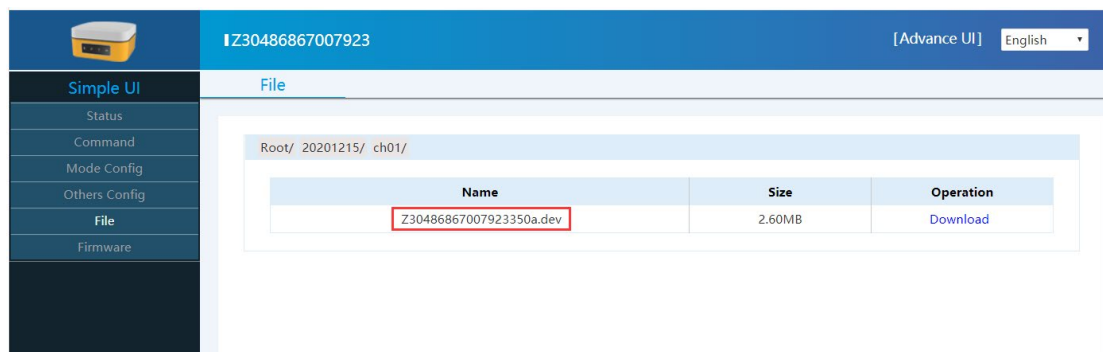 Z30486867007923
[Advance UI]
English
Simple UI
Status
Command
Mode Config
Others Config
File
Firmware
File
Root/ 20201215/ ch01/
Name Size Operation
Z30486867007923350a.dev 2.60MB Download